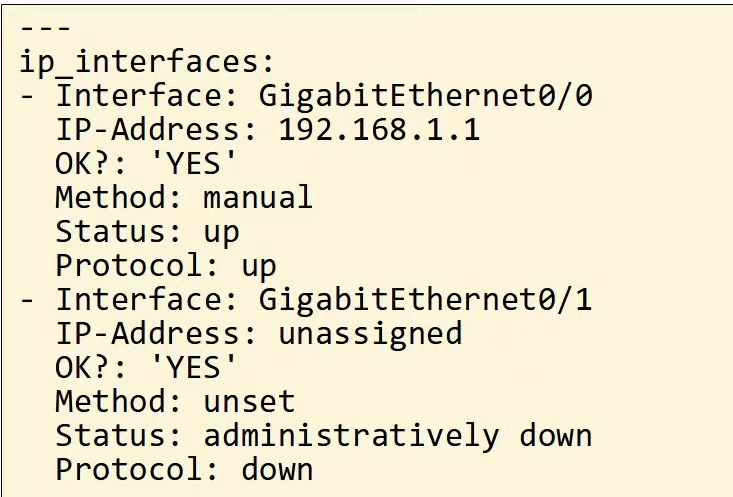 ---
ip_interfaces:
- Interface: GigabitEthernet0/0
  IP-Address: 192.168.1.1
  OK?: 'YES'
  Method: manual
  Status: up
  Protocol: up
- Interface: GigabitEthernet0/1
  IP-Address: unassigned
  OK?: 'YES'
  Method: unset
  Status: administratively down
  Protocol: down